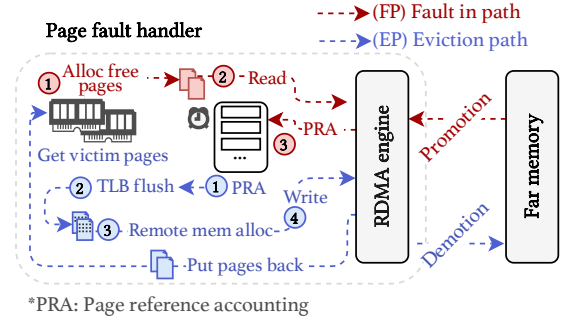 (FP) Fault in path
Page fault handler
(EP) Eviction path
1 Alloc free
pages
2 Read
PRA
3
...
Get victim pages
2 TLB flush
1 PRA
Write
4
3 Remote mem alloc
Put pages back
RDMA engine
Promotion
Demotion
Far memory
*PRA: Page reference accounting